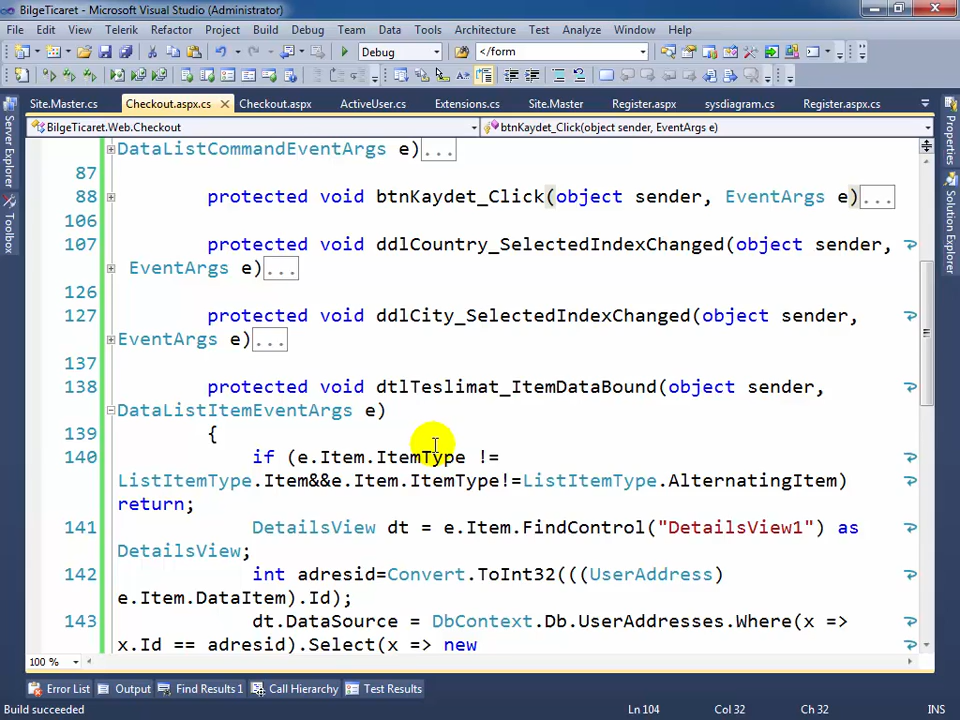 BilgeTicaret - Microsoft Visual Studio (Administrator)
File Edit View Telerik Refactor Project Build Debug Team Data Tools Architecture Test Analyze Window Help
Debug </form
Site.Master.cs Checkout.aspx.cs Checkout.aspx ActiveUser.cs Extensions.cs Site.Master Register.aspx sysdiagram.cs Register.aspx.cs
BilgeTicaret.Web.Checkout btnKaydet_Click(object sender, EventArgs e)
Server Explorer
Toolbox
Properties
Solution Explorer
DataListCommandEventArgs e)...
87
88 protected void btnKaydet_Click(object sender, EventArgs e)...
106
107 protected void ddlCountry_SelectedIndexChanged(object sender,
EventArgs e)...
126
127 protected void ddlCity_SelectedIndexChanged(object sender,
EventArgs e)...
137
138 protected void dtlTeslimat_ItemDataBound(object sender,
DataListItemEventArgs e)
139 {
140 if (e.Item.ItemType !=
ListItemType.Item&&e.Item.ItemType!=ListItemType.AlternatingItem)
return;
141 DetailsView dt = e.Item.FindControl("DetailsView1") as
DetailsView;
142 int adresid=Convert.ToInt32(((UserAddress)
e.Item.DataItem).Id);
143 dt.DataSource = DbContext.Db.UserAddresses.Where(x =>
x.Id == adresid).Select(x => new
100 %
Error List Output Find Results 1 Call Hierarchy Test Results
Build succeeded Ln 104 Col 32 Ch 32 INS